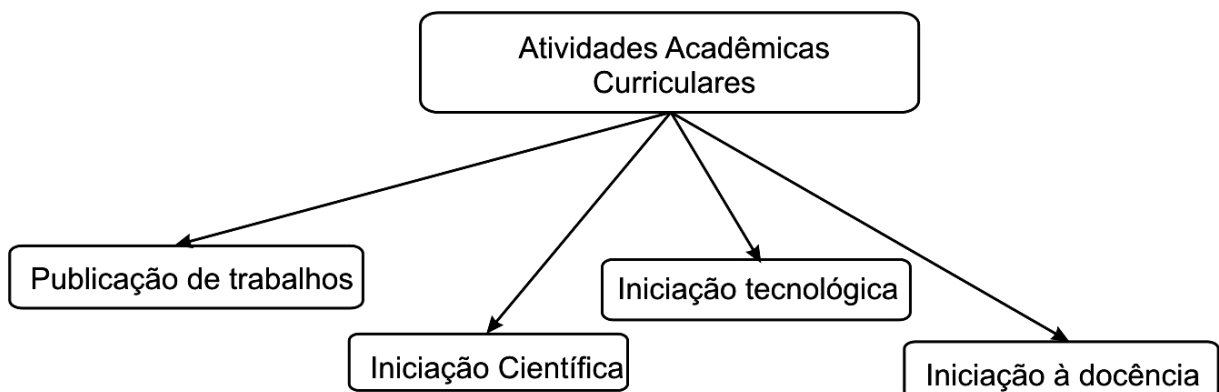 Atividades Acadêmicas
Curriculares
Publicação de trabalhos
Iniciação tecnológica
Iniciação Científica
Iniciação à docência